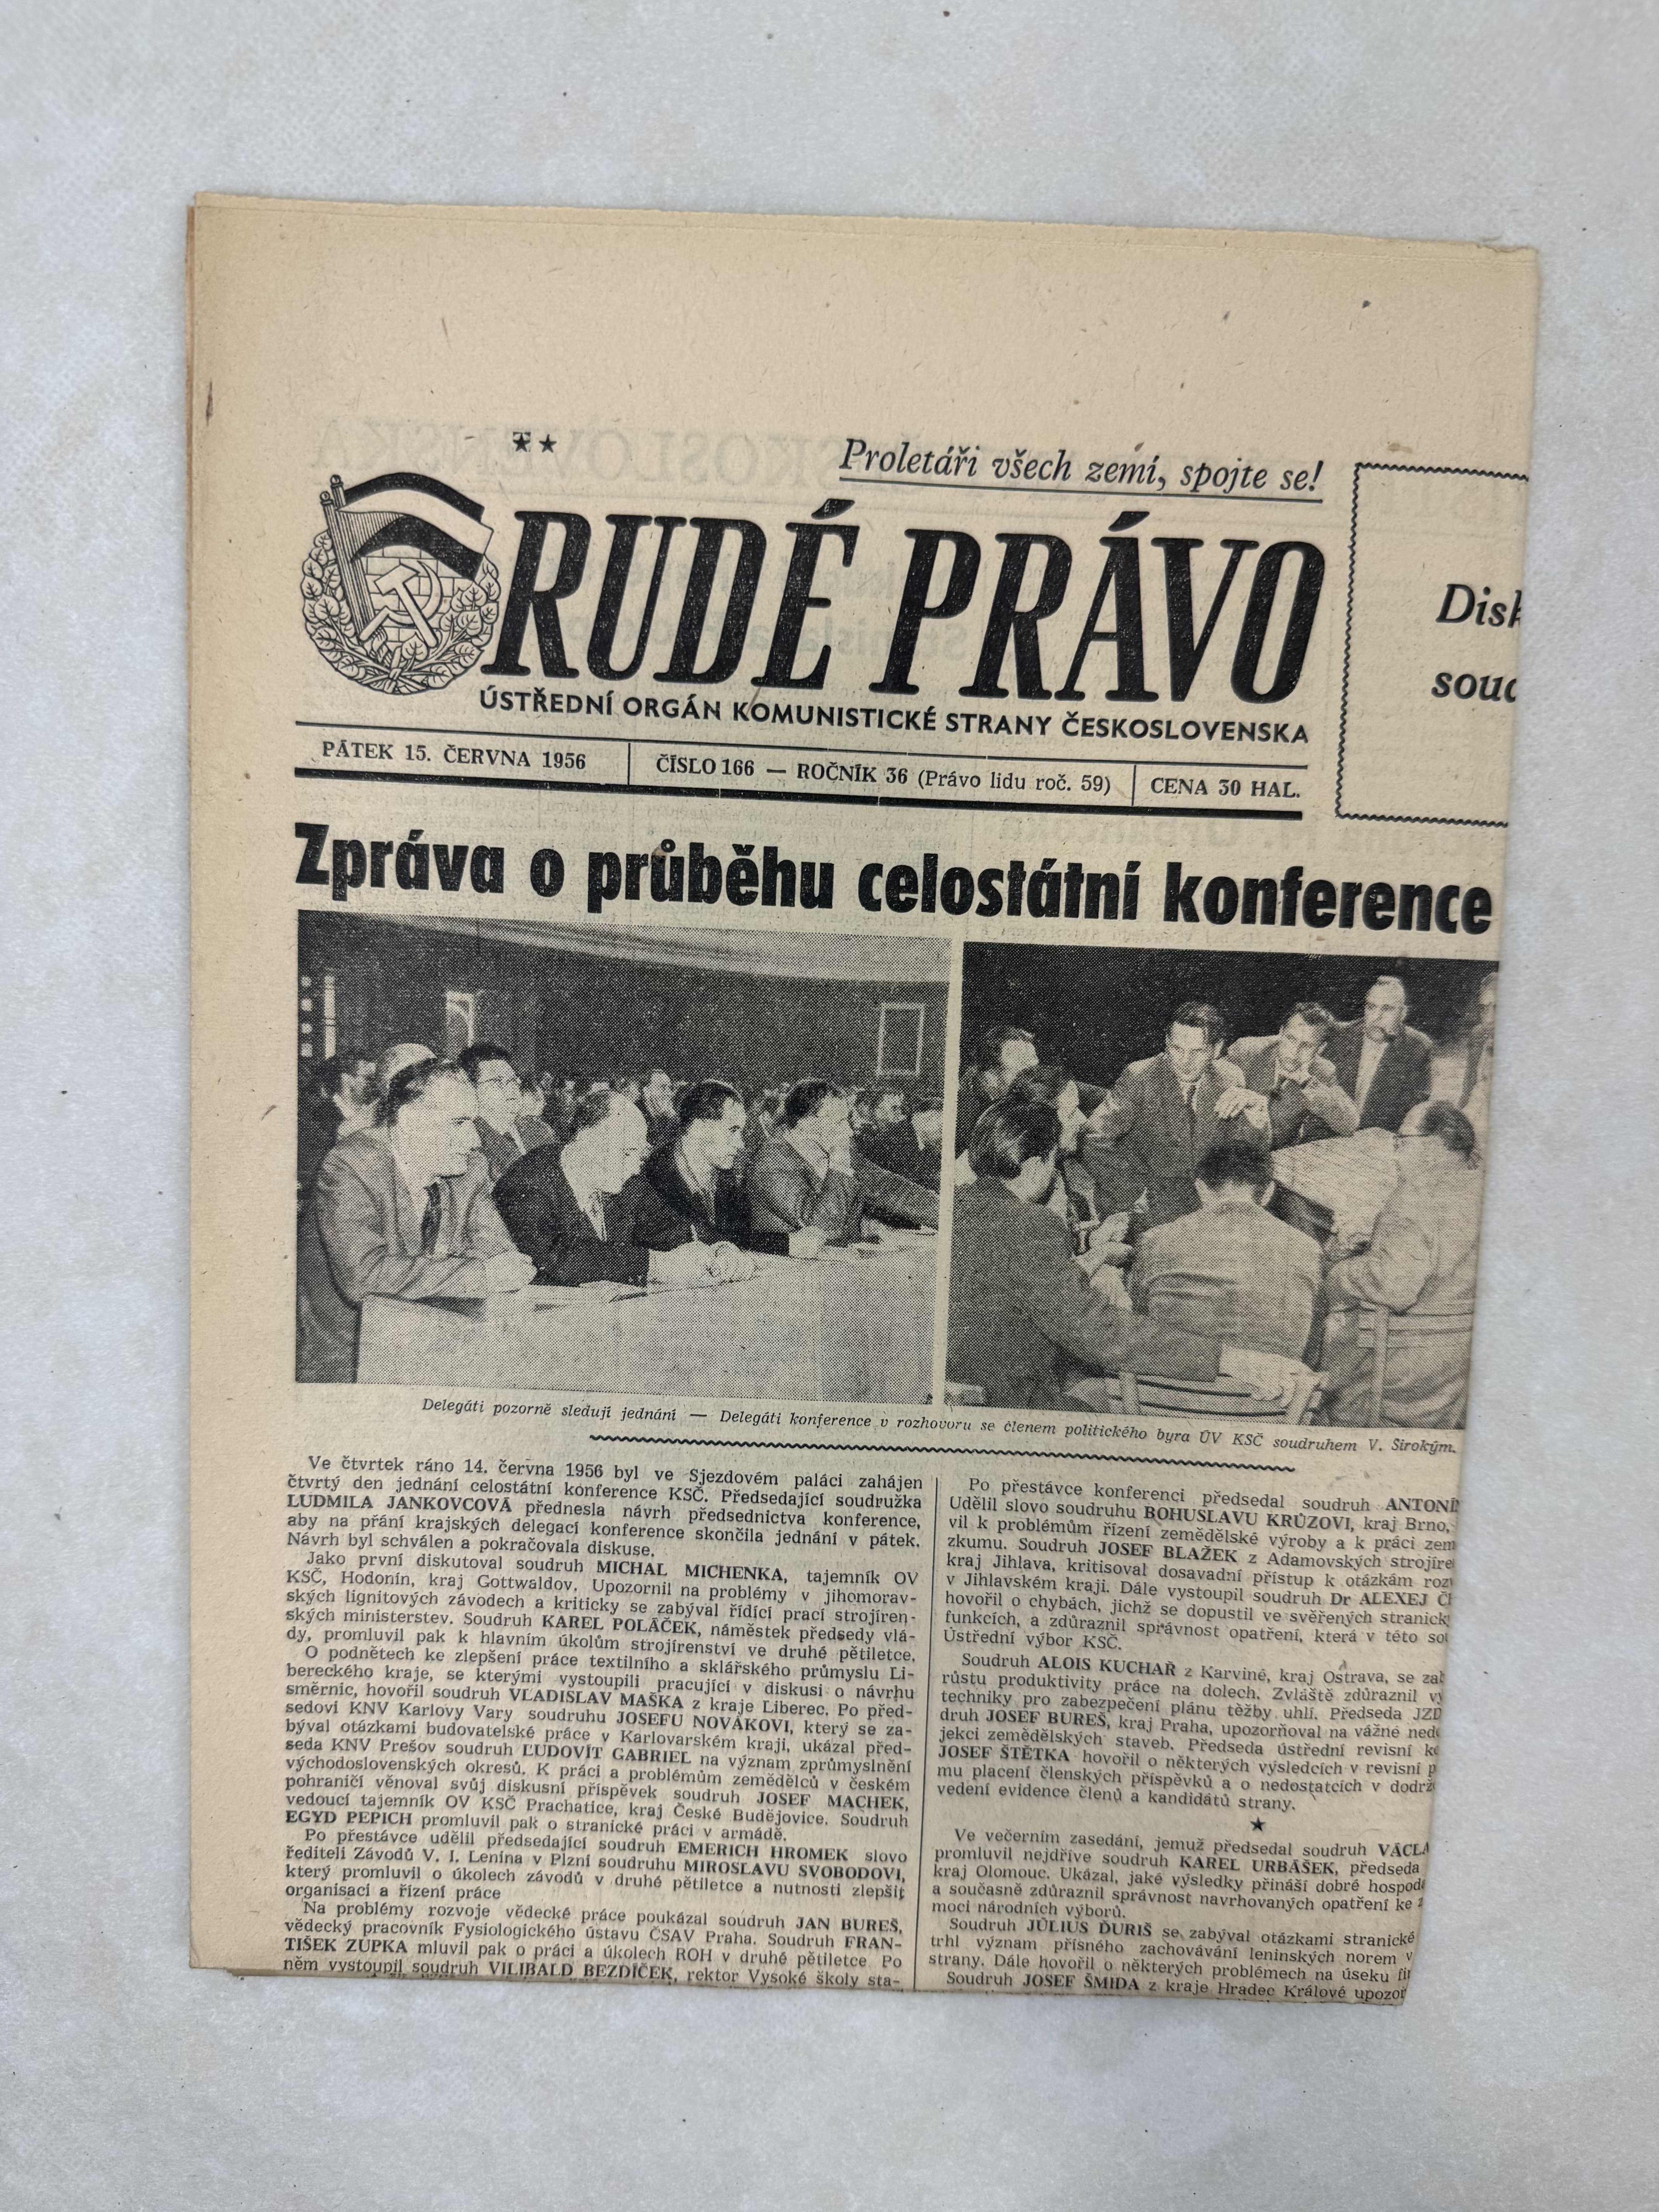 Proletáři všech zemí, spojte se!
RUDÉ PRÁVO
ÚSTŘEDNÍ ORGÁN KOMUNISTICKÉ STRANY ČESKOSLOVENSKA
PÁTEK 15. ČERVNA 1956
ČÍSLO 166 — ROČNÍK 36 (Právo lidu roč. 59)
CENA 30 HAL.
Disk
soud
Zpráva o průběhu celostátní konference
Delegáti pozorně sledují jednání — Delegáti konference v rozhovoru se členem politického byra ÚV KSČ soudruhem V. Širokým.
Ve čtvrtek ráno 14. června 1956 byl ve Sjezdovém paláci zahájen
čtvrtý den jednání celostátní konference KSČ. Předsedající soudružka
LUDMILA JANKOVCOVÁ přednesla návrh předsednictva konference,
aby na přání krajských delegací konference skončila jednání v pátek.
Návrh byl schválen a pokračovala diskuse.
Jako první diskutoval soudruh MICHAL MICHENKA, tajemník OV
KSČ, Hodonín, kraj Gottwaldov. Upozornil na problémy v jihomorav-
ských lignitových závodech a kriticky se zabýval řídící prací strojíren-
ských ministerstev. Soudruh KAREL POLÁČEK, náměstek předsedy vlá-
dy, promluvil pak k hlavním úkolům strojírenství ve druhé pětiletce.
O podnětech ke zlepšení práce textilního a sklářského průmyslu Li-
bereckého kraje, se kterými vystoupili pracující v diskusi o návrhu
směrnic, hovořil soudruh VLADISLAV MAŠKA z kraje Liberec. Po před-
sedovi KNV Karlovy Vary soudruhu JOSEFU NOVÁKOVI, který se za-
býval otázkami budovatelské práce v Karlovarském kraji, ukázal před-
seda KNV Prešov soudruh ĽUDOVÍT GABRIEL na význam zprůmyslnění
východoslovenských okresů. K práci a problémům zemědělců v českém
pohraničí věnoval svůj diskusní příspěvek soudruh JOSEF MACHEK,
vedoucí tajemník OV KSČ Prachatice, kraj České Budějovice. Soudruh
EGYD PEPICH promluvil pak o stranické práci v armádě.
Po přestávce udělil předsedající soudruh EMERICH HROMEK slovo
řediteli Závodů V. I. Lenina v Plzni soudruhu MIROSLAVU SVOBODOVI,
který promluvil o úkolech závodů v druhé pětiletce a nutnosti zlepšit
organisaci a řízení práce
Na problémy rozvoje vědecké práce poukázal soudruh JAN BUREŠ,
vědecký pracovník Fysiologického ústavu ČSAV Praha. Soudruh FRAN-
TIŠEK ZUPKA mluvil pak o práci a úkolech ROH v druhé pětiletce. Po
něm vystoupil soudruh VILIBALD BEZDÍČEK, rektor Vysoké školy sta-
Po přestávce konferenci předsedal soudruh ANTONÍN
Udělil slovo soudruhu BOHUSLAVU KRŮZOVI, kraj Brno,
vil k problémům řízení zemědělské výroby a k práci zem
zkumu. Soudruh JOSEF BLAŽEK z Adamovských strojíre
kraj Jihlava, kritisoval dosavadní přístup k otázkám roz
v Jihlavském kraji. Dále vystoupil soudruh Dr ALEXEJ Č
hovořil o chybách, jichž se dopustil ve svěřených stranick
funkcích, a zdůraznil správnost opatření, která v této so
Ústřední výbor KSČ.
Soudruh ALOIS KUCHAŘ z Karviné, kraj Ostrava, se zab
růstu produktivity práce na dolech. Zvláště zdůraznil vý
techniky pro zabezpečení plánu těžby uhlí. Předseda JZD
druh JOSEF BUREŠ, kraj Praha, upozorňoval na vážné ned
jekci zemědělských staveb. Předseda ústřední revisní k
JOSEF ŠTĚTKA hovořil o některých výsledcích v revisní p
mu placení členských příspěvků a o nedostatcích v dodrž
vedení evidence členů a kandidátů strany.
Ve večerním zasedání, jemuž předsedal soudruh VÁCLA
promluvil nejdříve soudruh KAREL URBÁŠEK, předseda
kraj Olomouc. Ukázal, jaké výsledky přináší dobré hospod
a současně zdůraznil správnost navrhovaných opatření ke
moci národních výborů.
Soudruh JÚLIUS ĎURIŠ se zabýval otázkami stranické
trhl význam přísného zachovávání leninských norem v
strany. Dále hovořil o některých problémech na úseku fi
Soudruh JOSEF ŠMIDA z kraje Hradec Králové upozor